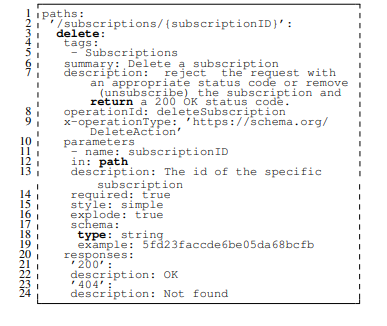 1 paths:
2 '/subscriptions/{subscriptionID}':
3 delete:
4 tags:
5 - Subscriptions
6 summary: Delete a subscription
7 description: reject the request with
an appropriate status code or remove
(unsubscribe) the subscription and
return a 200 OK status code.
8 operationId: deleteSubscription
9 x-operationType: 'https://schema.org/
DeleteAction'
10 parameters
11 - name: subscriptionID
12 in: path
13 description: The id of the specific
subscription
14 required: true
15 style: simple
16 explode: true
17 schema:
18 type: string
19 example: 5fd23faccde6be05da68bcfb
20 responses:
21 '200':
22 description: OK
23 '404':
24 description: Not found